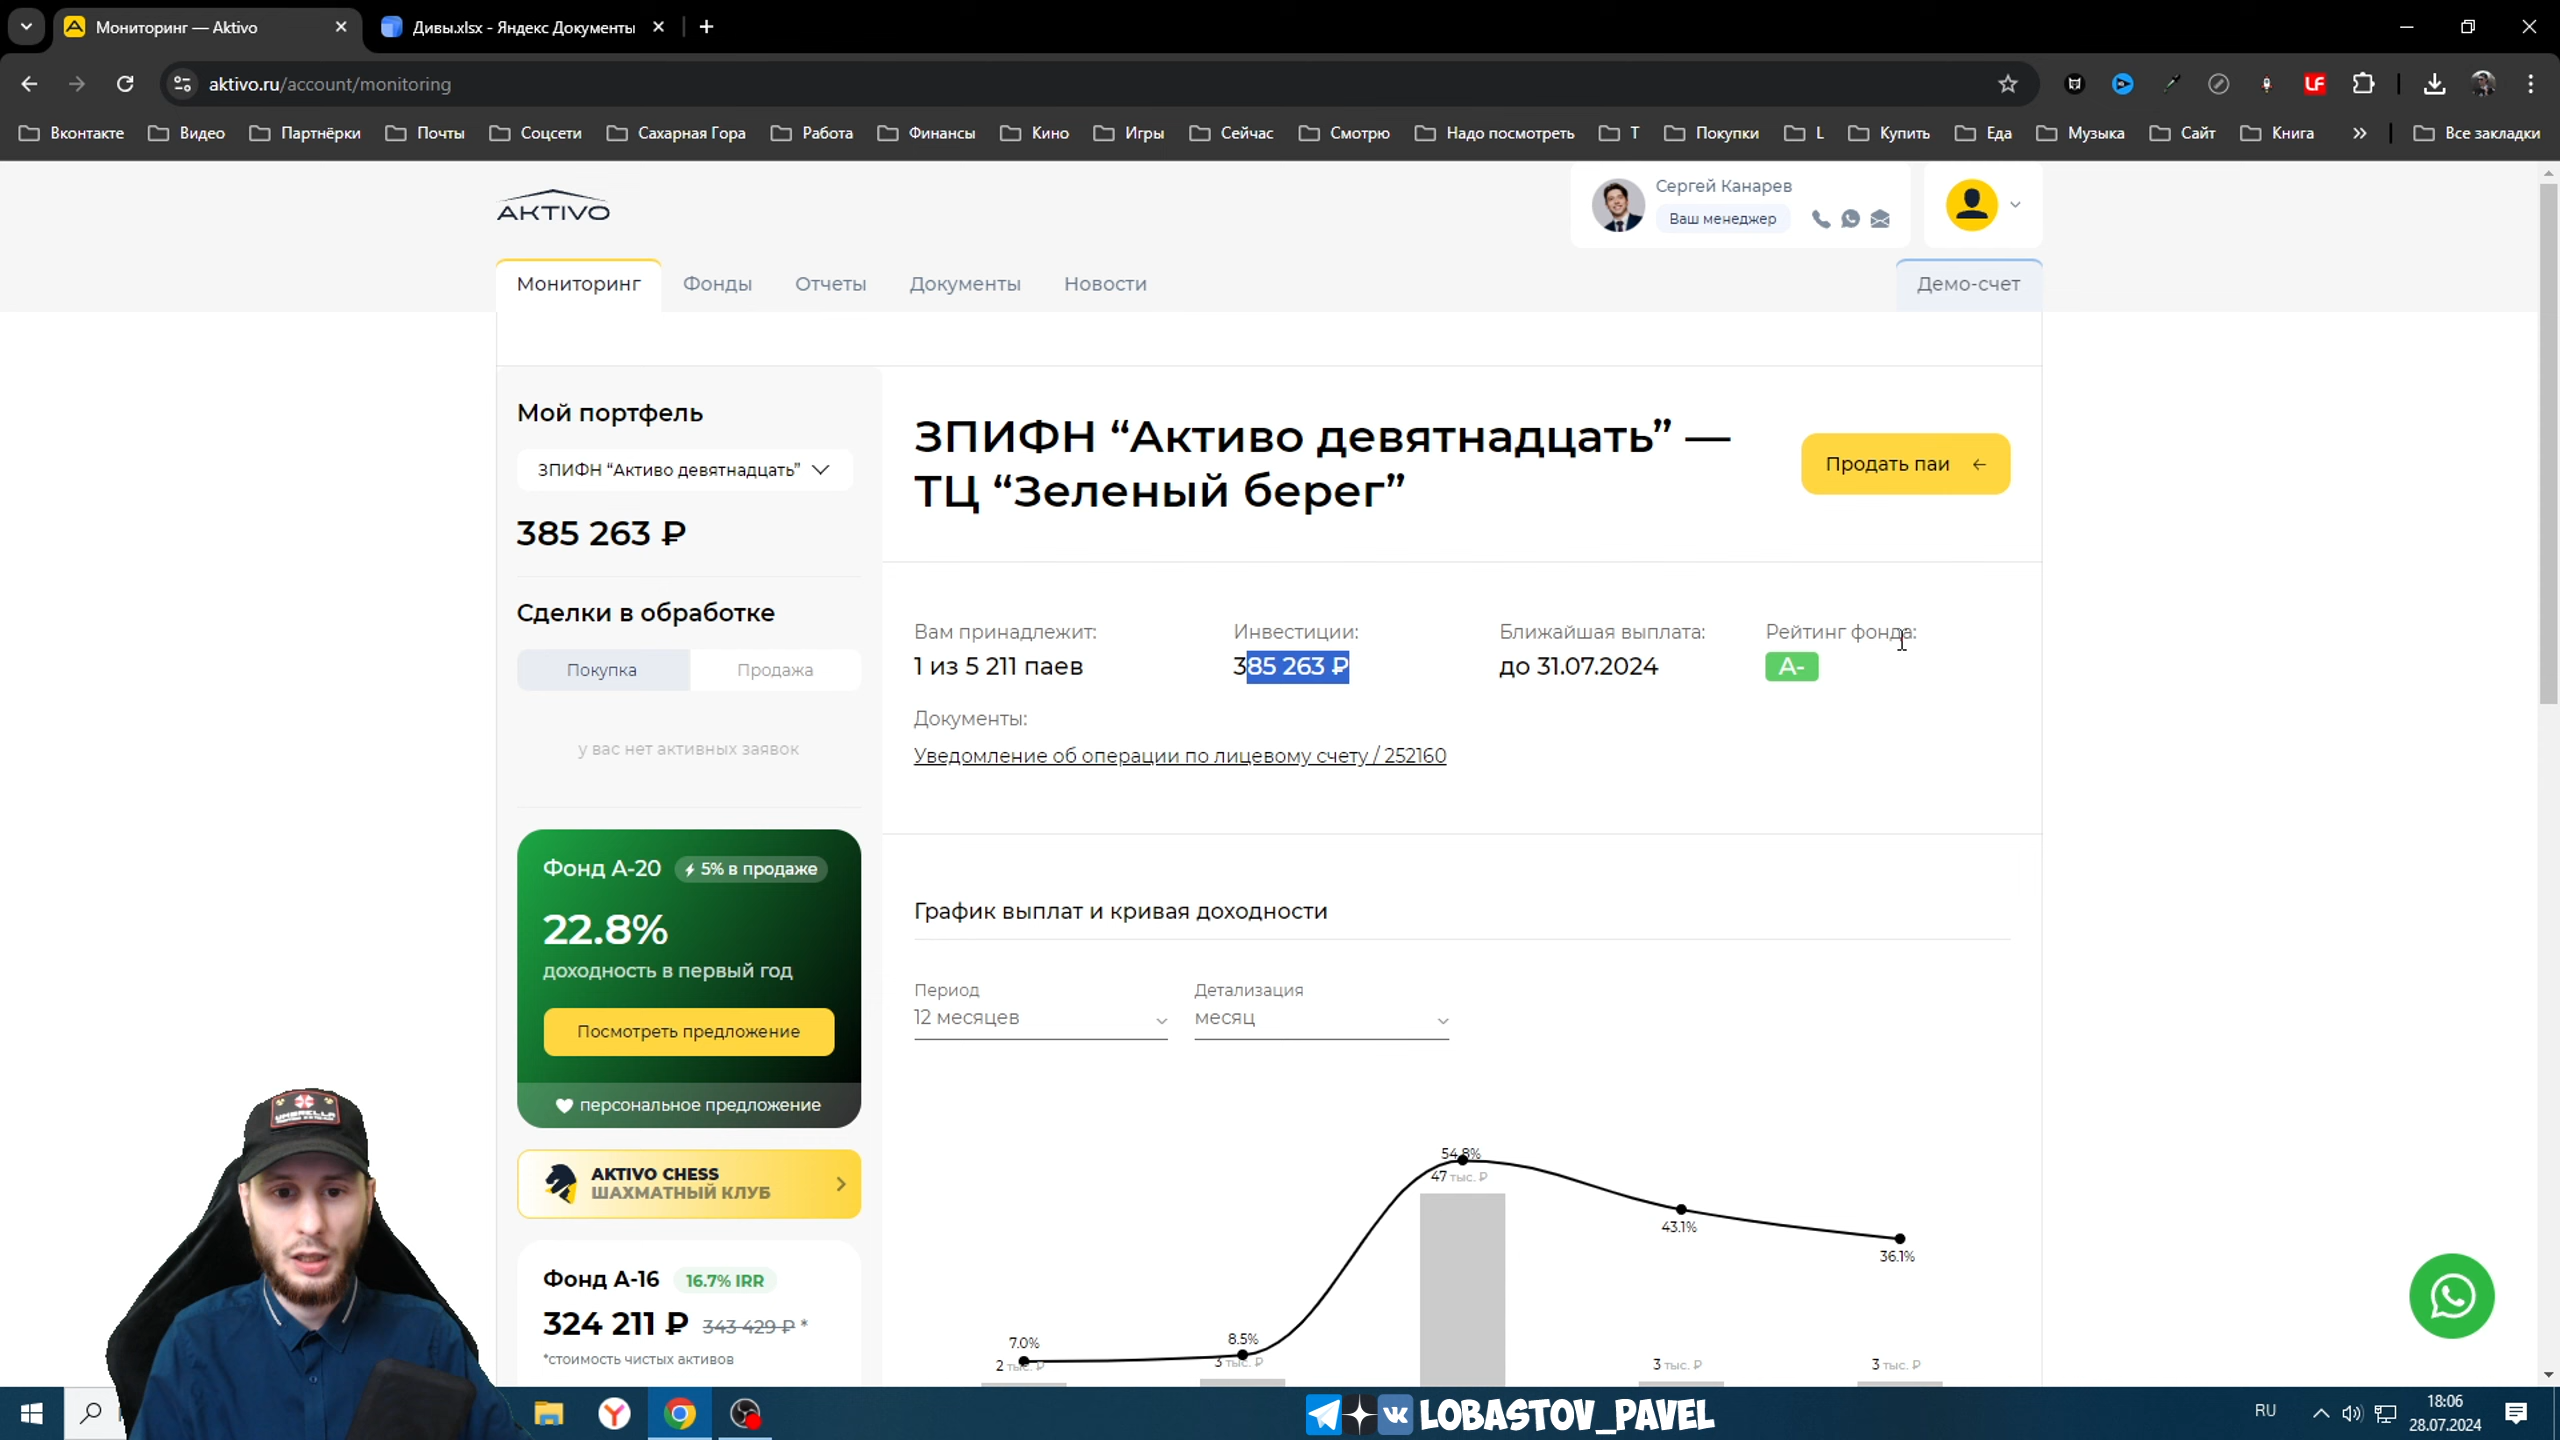 Мониторинг — Aktivo
Дивы.xlsx - Яндекс Документы
aktivo.ru/account/monitoring
LF
Вконтакте Видео Партнёрки Почты Соцсети Сахарная Гора Работа Финансы Кино Игры Сейчас Смотрю Надо посмотреть Т Покупки L Купить Еда Музыка Сайт Книга » Все закладки
AKTIVO
Сергей Канарев
Ваш менеджер
Мониторинг Фонды Отчеты Документы Новости Демо-счет
Мой портфель
ЗПИФН “Активо девятнадцать”
385 263 ₽
Сделки в обработке
Покупка Продажа
у вас нет активных заявок
Фонд А-20 5% в продаже
22.8%
доходность в первый год
Посмотреть предложение
персональное предложение
AKTIVO CHESS
ШАХМАТНЫЙ КЛУБ
Фонд А-16 16.7% IRR
324 211 ₽ 343 429 ₽ *
*стоимость чистых активов
ЗПИФН “Активо девятнадцать” —
ТЦ “Зеленый берег”
Продать паи
Вам принадлежит: Инвестиции: Ближайшая выплата: Рейтинг фонда:
1 из 5 211 паев 385 263 ₽ до 31.07.2024 A-
Документы:
Уведомление об операции по лицевому счету / 252160
График выплат и кривая доходности
Период Детализация
12 месяцев месяц
54.8%
47 тыс. ₽
43.1%
36.1%
7.0% 8.5%
2 тыс. ₽ 3 тыс. ₽ 3 тыс. ₽ 3 тыс. ₽
UMBRELLA
LOBASTOV_PAVEL
RU
18:06
28.07.2024